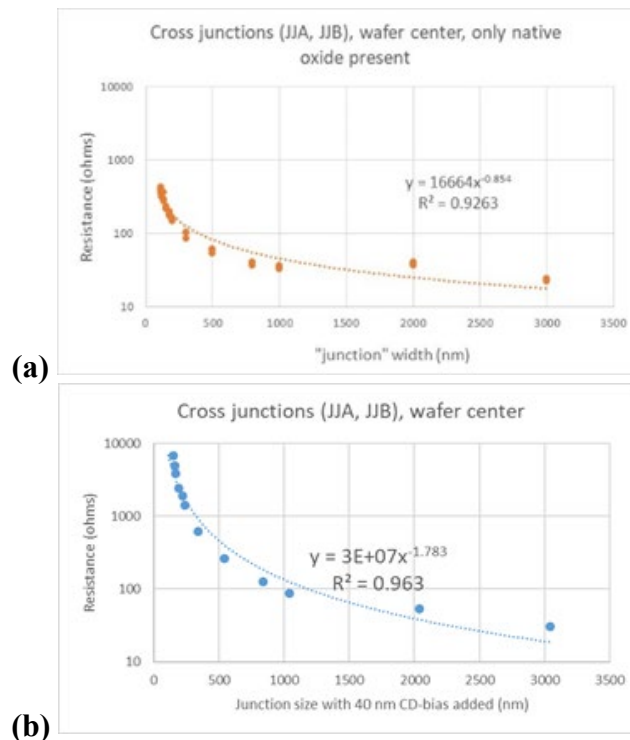 Cross junctions (JJA, JJB), wafer center, only native
oxide present
10000
1000
100
10
Resistance (ohms)
y = 16664x^-0.854
R² = 0.9263
0 500 1000 1500 2000 2500 3000 3500
"junction" width (nm)
(a)
Cross junctions (JJA, JJB), wafer center
10000
1000
100
10
Resistance (ohms)
y = 3E+07x^-1.783
R² = 0.963
0 500 1000 1500 2000 2500 3000 3500
Junction size with 40 nm CD-bias added (nm)
(b)